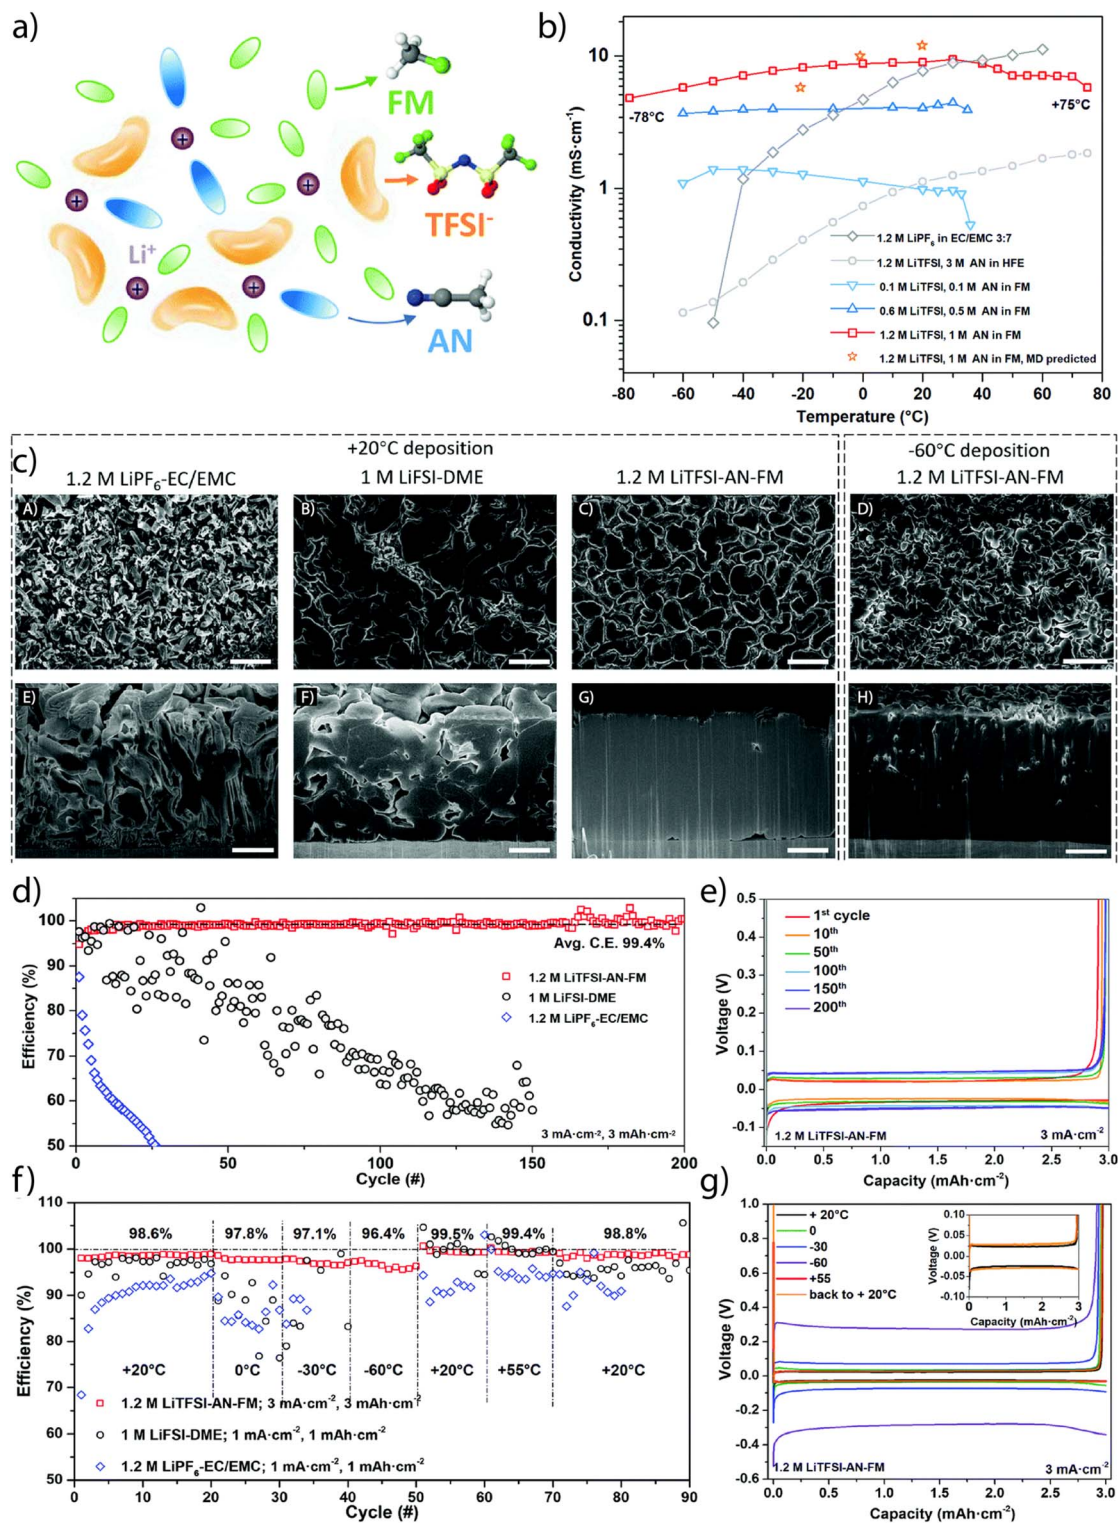 a)
FM
TFSI⁻
Li⁺
AN
b)
Conductivity (mS·cm⁻¹)
10
1
0.1
-78°C
+75°C
1.2 M LiPF₆ in EC/EMC 3:7
1.2 M LiTFSI, 3 M AN in HFE
0.1 M LiTFSI, 0.1 M AN in FM
0.6 M LiTFSI, 0.5 M AN in FM
1.2 M LiTFSI, 1 M AN in FM
1.2 M LiTFSI, 1 M AN in FM, MD predicted
-80 -60 -40 -20 0 20 40 60 80
Temperature (°C)
c)
+20°C deposition
-60°C deposition
1.2 M LiPF₆-EC/EMC
1 M LiFSI-DME
1.2 M LiTFSI-AN-FM
1.2 M LiTFSI-AN-FM
A)
B)
C)
D)
E)
F)
G)
H)
d)
Efficiency (%)
100
90
80
70
60
50
Avg. C.E. 99.4%
1.2 M LiTFSI-AN-FM
1 M LiFSI-DME
1.2 M LiPF₆-EC/EMC
3 mA·cm⁻², 3 mAh·cm⁻²
0 50 100 150 200
Cycle (#)
e)
Voltage (V)
0.5
0.4
0.3
0.2
0.1
0.0
-0.1
1ˢᵗ cycle
10ᵗʰ
50ᵗʰ
100ᵗʰ
150ᵗʰ
200ᵗʰ
1.2 M LiTFSI-AN-FM
3 mA·cm⁻²
0.0 0.5 1.0 1.5 2.0 2.5 3.0
Capacity (mAh·cm⁻²)
f)
Efficiency (%)
110
100
90
80
70
60
50
98.6% 97.8% 97.1% 96.4% 99.5% 99.4% 98.8%
+20°C 0°C -30°C -60°C +20°C +55°C +20°C
1.2 M LiTFSI-AN-FM; 3 mA·cm⁻², 3 mAh·cm⁻²
1 M LiFSI-DME; 1 mA·cm⁻², 1 mAh·cm⁻²
1.2 M LiPF₆-EC/EMC; 1 mA·cm⁻², 1 mAh·cm⁻²
0 10 20 30 40 50 60 70 80 90
Cycle (#)
g)
Voltage (V)
1.0
0.8
0.6
0.4
0.2
0.0
-0.2
-0.4
-0.6
+ 20°C
0
-30
-60
+55
back to + 20°C
Voltage (V)
0.10
0.05
0.00
-0.05
-0.10
0 1 2 3
Capacity (mAh·cm⁻²)
1.2 M LiTFSI-AN-FM
3 mA·cm⁻²
0.0 0.5 1.0 1.5 2.0 2.5 3.0
Capacity (mAh·cm⁻²)